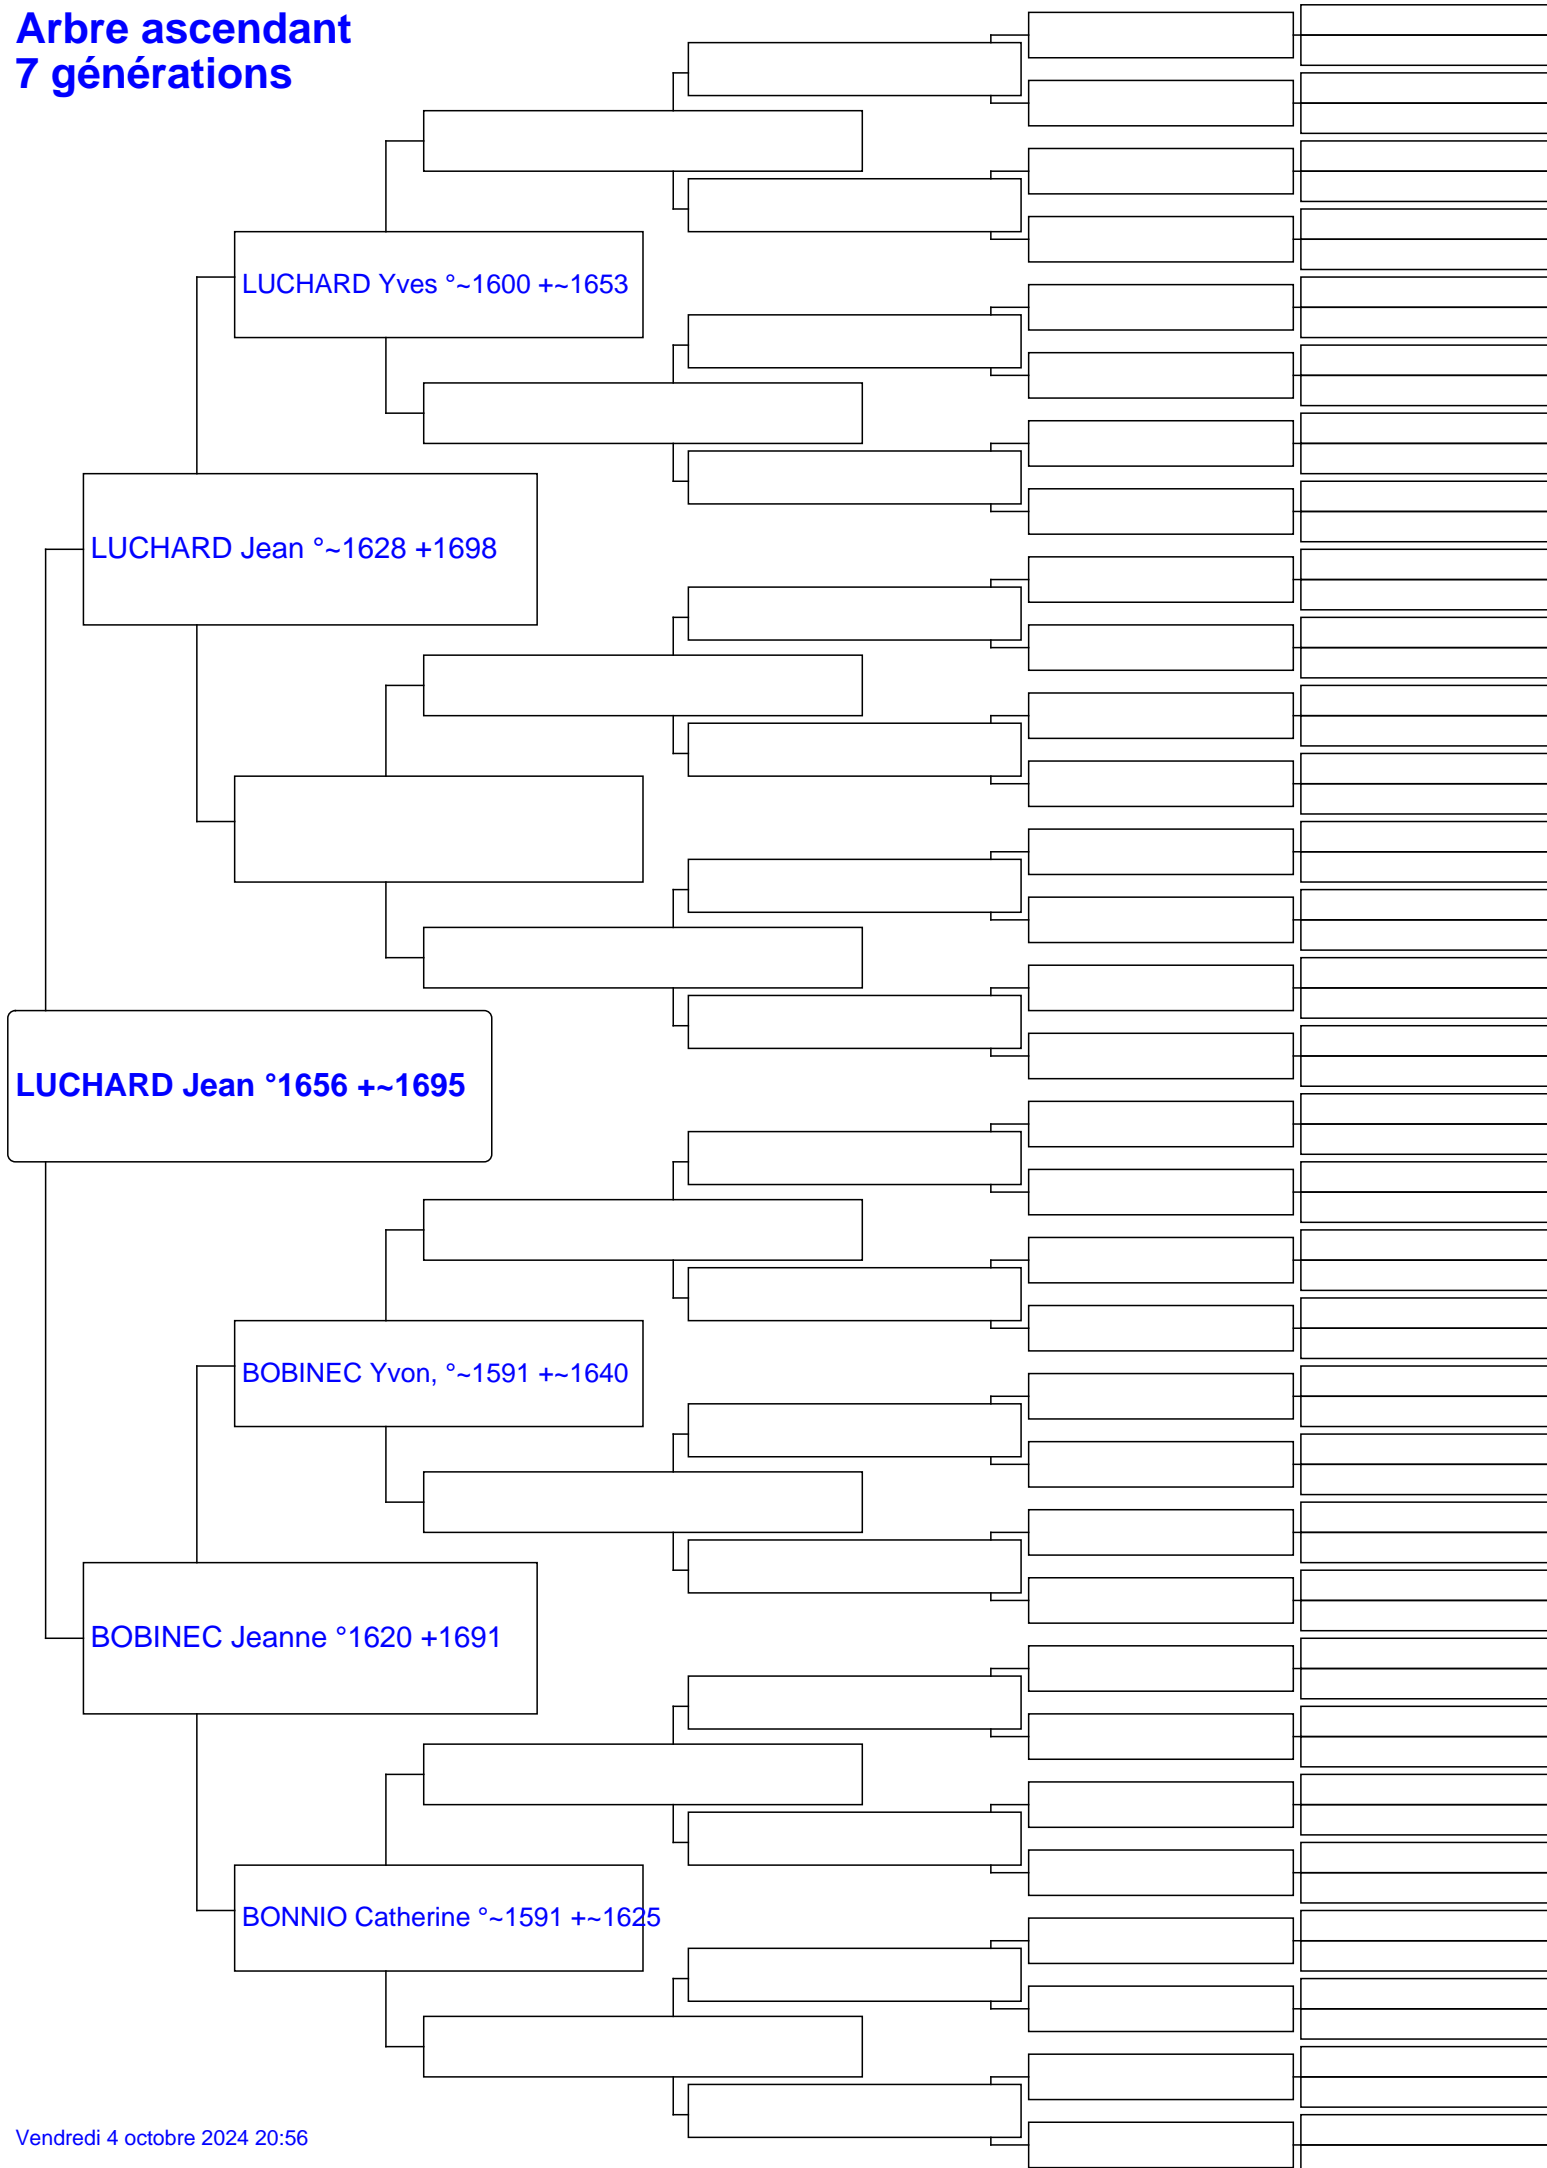 Arbre ascendant
7 générations
LUCHARD Yves °~1600 +~1653
LUCHARD Jean °~1628 +1698
LUCHARD Jean °1656 +~1695
BOBINEC Yvon, °~1591 +~1640
BOBINEC Jeanne °1620 +1691
BONNIO Catherine °~1591 +~1625
Vendredi 4 octobre 2024 20:56